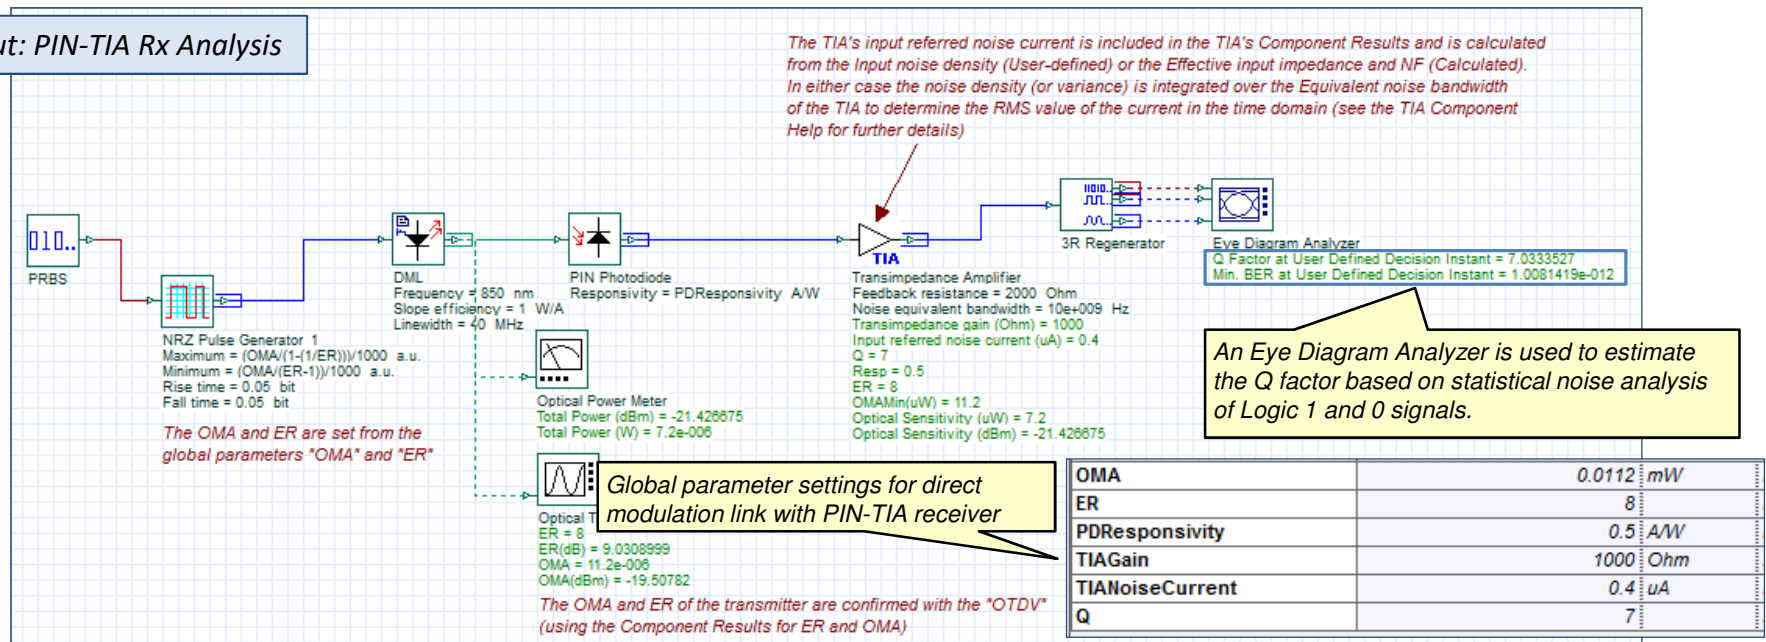 ut: PIN-TIA Rx Analysis
The TIA's input referred noise current is included in the TIA's Component Results and is calculated
from the Input noise density (User-defined) or the Effective input impedance and NF (Calculated).
In either case the noise density (or variance) is integrated over the Equivalent noise bandwidth
of the TIA to determine the RMS value of the current in the time domain (see the TIA Component
Help for further details)
010..
PRBS
NRZ Pulse Generator 1
Maximum = (OMA/(1-(1/ER)))/1000 a.u.
Minimum = (OMA/(ER-1))/1000 a.u.
Rise time = 0.05 bit
Fall time = 0.05 bit
The OMA and ER are set from the
global parameters "OMA" and "ER"
DML
Frequency = 850 nm
Slope efficiency = 1 W/A
Linewidth = 40 MHz
PIN Photodiode
Responsivity = PDResponsivity A/W
Optical Power Meter
Total Power (dBm) = -21.426675
Total Power (W) = 7.2e-006
Optical T
ER = 8
ER(dB) = 9.0308999
OMA = 11.2e-006
OMA(dBm) = -19.50782
The OMA and ER of the transmitter are confirmed with the "OTDV"
(using the Component Results for ER and OMA)
TIA
Transimpedance Amplifier
Feedback resistance = 2000 Ohm
Noise equivalent bandwidth = 10e+009 Hz
Transimpedance gain (Ohm) = 1000
Input referred noise current (uA) = 0.4
Q = 7
Resp = 0.5
ER = 8
OMAMin(uW) = 11.2
Optical Sensitivity (uW) = 7.2
Optical Sensitivity (dBm) = -21.426675
3R Regenerator
Eye Diagram Analyzer
Q Factor at User Defined Decision Instant = 7.0333527
Min. BER at User Defined Decision Instant = 1.0081419e-012
An Eye Diagram Analyzer is used to estimate
the Q factor based on statistical noise analysis
of Logic 1 and 0 signals.
Global parameter settings for direct
modulation link with PIN-TIA receiver
OMA 0.0112 mW
ER 8
PDResponsivity 0.5 A/W
TIAGain 1000 Ohm
TIANoiseCurrent 0.4 uA
Q 7